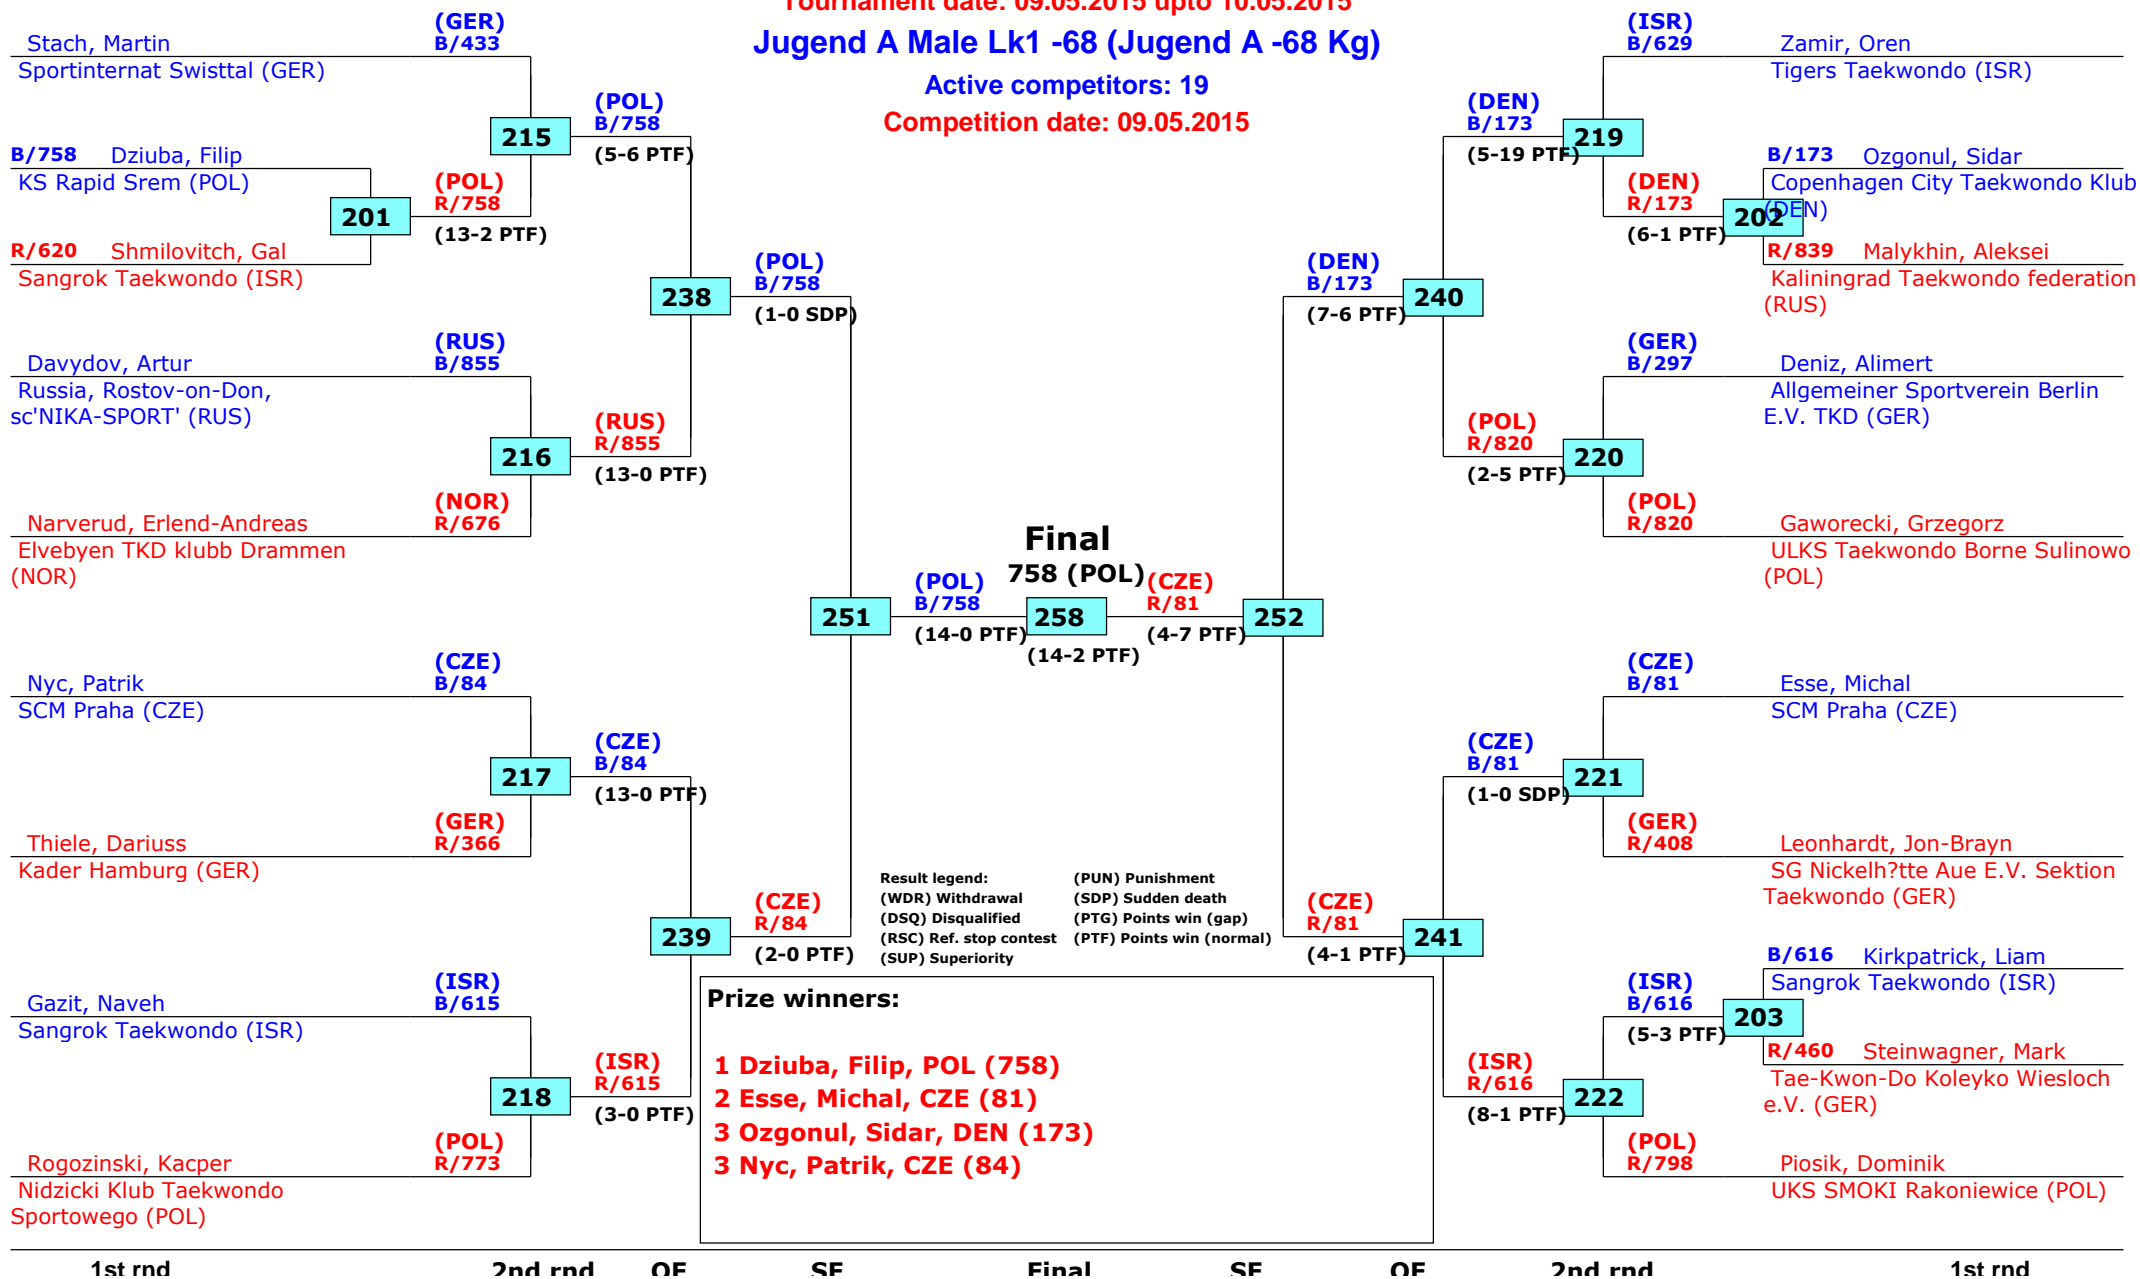 Tournament date: 09.05.2015 upto 10.05.2015
Jugend A Male Lk1 -68 (Jugend A -68 Kg)
Active competitors: 19
Competition date: 09.05.2015
Stach, Martin
(GER)
B/433
Sportinternat Swisttal (GER)
215
(POL)
B/758
(5-6 PTF)
B/758 Dziuba, Filip
KS Rapid Srem (POL)
201
(POL)
R/758
(13-2 PTF)
R/620 Shmilovitch, Gal
Sangrok Taekwondo (ISR)
238
(POL)
B/758
(1-0 SDP)
Davydov, Artur
(RUS)
B/855
Russia, Rostov-on-Don,
sc'NIKA-SPORT' (RUS)
216
(RUS)
R/855
(13-0 PTF)
Narverud, Erlend-Andreas
(NOR)
R/676
Elvebyen TKD klubb Drammen
(NOR)
251
(POL)
B/758
(14-0 PTF)
Nyc, Patrik
(CZE)
B/84
SCM Praha (CZE)
217
(CZE)
B/84
(13-0 PTF)
Thiele, Dariuss
(GER)
R/366
Kader Hamburg (GER)
239
(CZE)
R/84
(2-0 PTF)
Gazit, Naveh
(ISR)
B/615
Sangrok Taekwondo (ISR)
218
(ISR)
R/615
(3-0 PTF)
Rogozinski, Kacper
(POL)
R/773
Nidzicki Klub Taekwondo
Sportowego (POL)
Final
758 (POL)
258
(14-2 PTF)
(CZE)
R/81
(4-7 PTF)
252
(ISR)
B/629
Zamir, Oren
Tigers Taekwondo (ISR)
(DEN)
B/173
(5-19 PTF)
219
B/173 Ozgonul, Sidar
Copenhagen City Taekwondo Klub
(DEN)
(DEN)
R/173
(6-1 PTF)
202
R/839 Malykhin, Aleksei
Kaliningrad Taekwondo federation
(RUS)
(DEN)
B/173
(7-6 PTF)
240
(GER)
B/297
Deniz, Alimert
Allgemeiner Sportverein Berlin
E.V. TKD (GER)
(POL)
R/820
(2-5 PTF)
220
(POL)
R/820
Gaworecki, Grzegorz
ULKS Taekwondo Borne Sulinowo
(POL)
(CZE)
B/81
Esse, Michal
SCM Praha (CZE)
(CZE)
B/81
(1-0 SDP)
221
(GER)
R/408
Leonhardt, Jon-Brayn
SG Nickelh?tte Aue E.V. Sektion
Taekwondo (GER)
(CZE)
R/81
(4-1 PTF)
241
B/616 Kirkpatrick, Liam
Sangrok Taekwondo (ISR)
(ISR)
B/616
(5-3 PTF)
203
R/460 Steinwagner, Mark
Tae-Kwon-Do Koleyko Wiesloch
e.V. (GER)
(ISR)
R/616
(8-1 PTF)
222
(POL)
R/798
Piosik, Dominik
UKS SMOKI Rakoniewice (POL)
Result legend: (PUN) Punishment
(WDR) Withdrawal (SDP) Sudden death
(DSQ) Disqualified (PTG) Points win (gap)
(RSC) Ref. stop contest (PTF) Points win (normal)
(SUP) Superiority
Prize winners:
1 Dziuba, Filip, POL (758)
2 Esse, Michal, CZE (81)
3 Ozgonul, Sidar, DEN (173)
3 Nyc, Patrik, CZE (84)
1st rnd 2nd rnd QF SF Final SF QF 2nd rnd 1st rnd